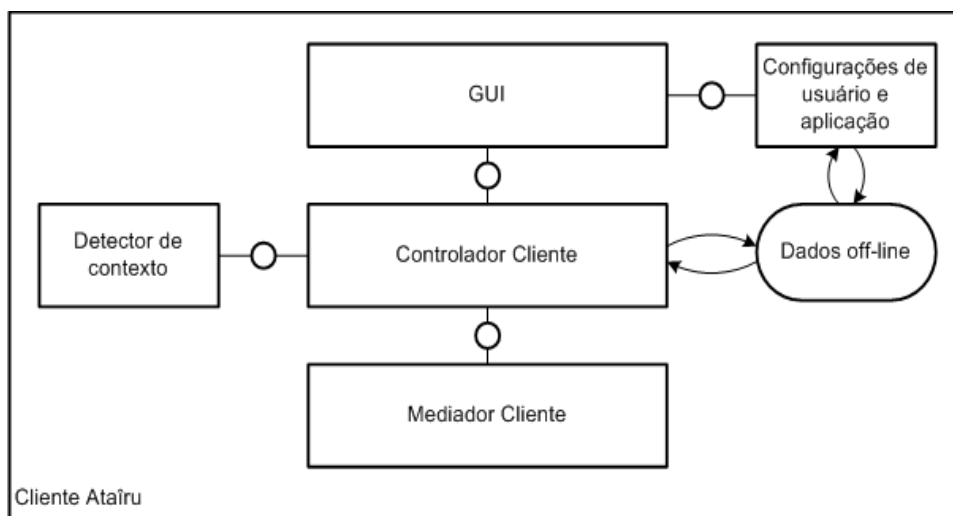 GUI
Configurações de
usuário e
aplicação
Detector de
contexto
Controlador Cliente
Dados off-line
Mediador Cliente
Cliente Ataîru